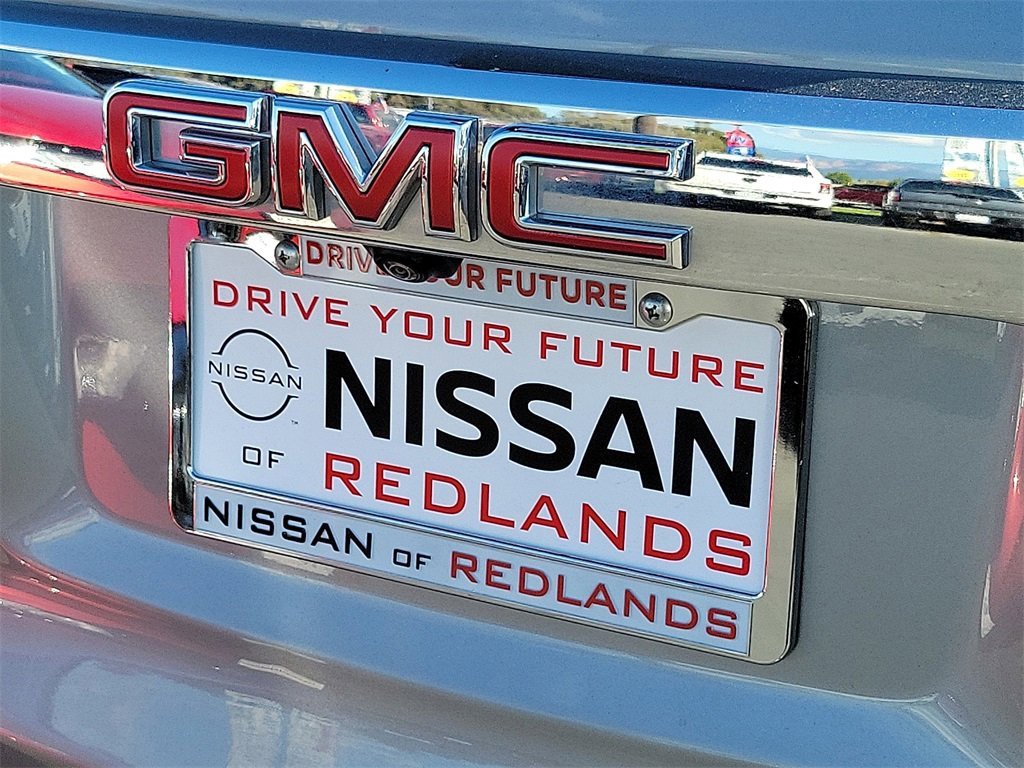 GMC
DRIVE YOUR FUTURE
DRIVE YOUR FUTURE
NISSAN
NISSAN
OF
REDLANDS
NISSAN OF REDLANDS